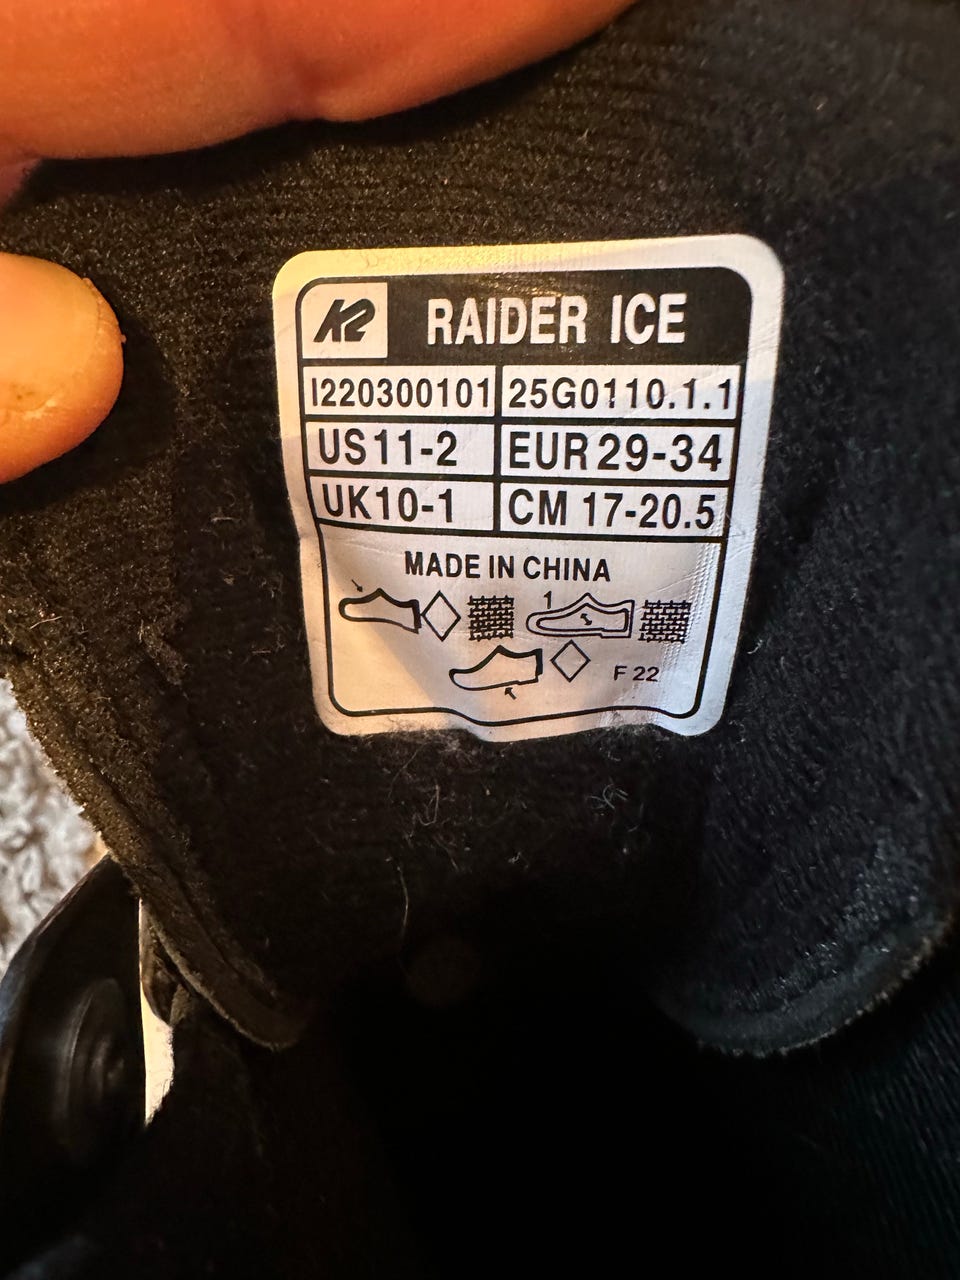 K2 RAIDER ICE
I220300101 25G0110.1.1
US11-2 EUR29-34
UK10-1 CM 17-20.5
MADE IN CHINA
1
F 22